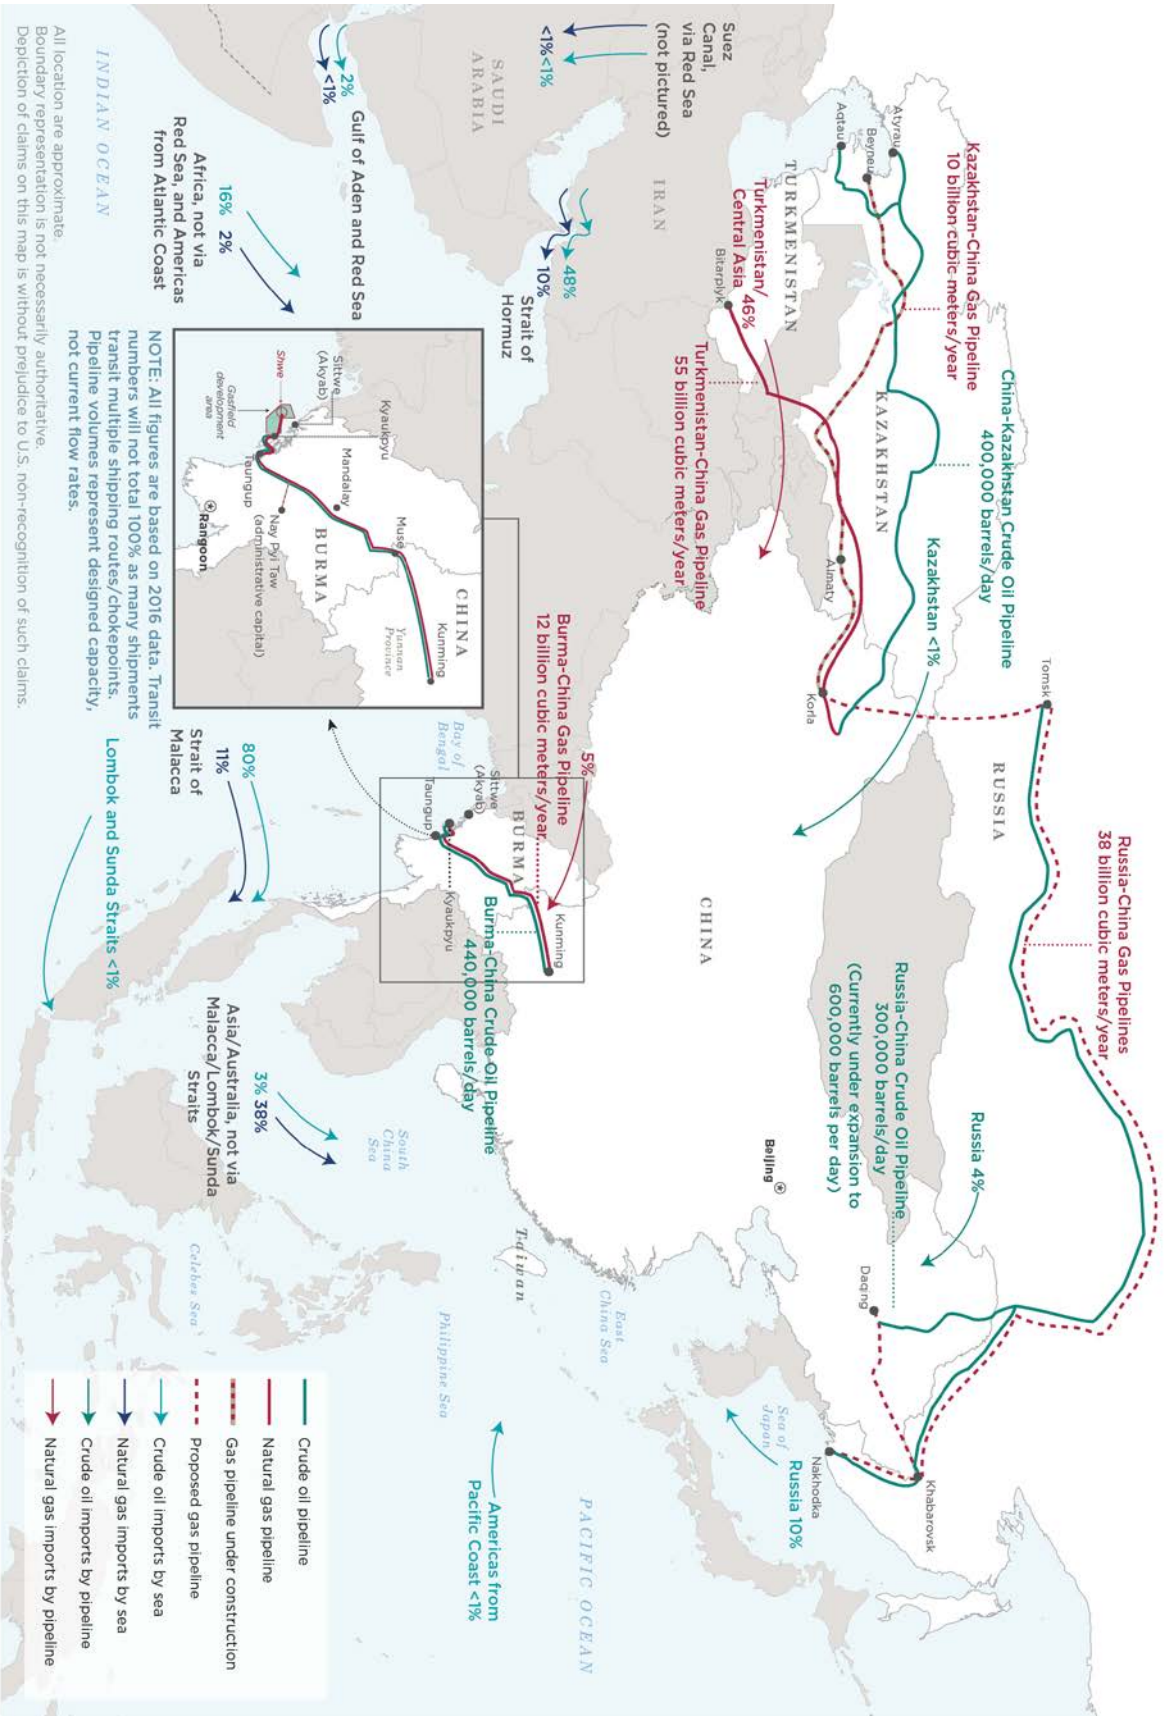 Kazakhstan-China Gas Pipeline
10 billion cubic meters/year
Atyrau
Beyneu
Aqtau
China-Kazakhstan Crude Oil Pipeline
400,000 barrels/day
Kazakhstan <1%
KAZAKHSTAN
TURKMENISTAN
Turkmenistan/
Central Asia
46%
Bitarplyk
Turkmenistan-China Gas Pipeline
55 billion cubic meters/year
Almaty
Korla
Tomsk
RUSSIA
Russia-China Gas Pipelines
38 billion cubic meters/year
Russia 4%
Russia-China Crude Oil Pipeline
300,000 barrels/day
(Currently under expansion to
600,000 barrels per day)
Daqing
Khabarovsk
Nakhodka
Russia 10%
Sea of
Japan
Beijing
CHINA
Suez
Canal,
via Red Sea
(not pictured)
<1%
<1%
IRAN
SAUDI
ARABIA
48%
10%
Strait of
Hormuz
2%
<1%
Gulf of Aden and Red Sea
Africa, not via
Red Sea, and Americas
from Atlantic Coast
16%
2%
INDIAN OCEAN
Burma-China Gas Pipeline
12 billion cubic meters/year
5%
BURMA
Kunming
Sittwe
(Akyab)
Taungup
Kyaukpyu
Burma-China Crude Oil Pipeline
440,000 barrels/day
Bay of
Bengal
CHINA
Kunming
Yunnan
Province
Muse
Mandalay
BURMA
Kyaukpyu
Sittwe
(Akyab)
Shwe
Gasfield
development
area
Taungup
Nay Pyi Taw
(administrative capital)
Rangoon
80%
11%
Strait of
Malacca
Lombok and Sunda Straits <1%
3%
38%
Asia/Australia, not via
Malacca/Lombok/Sunda
Straits
South
China
Sea
Taiwan
East
China Sea
Philippine Sea
Celebes Sea
PACIFIC OCEAN
Americas from
Pacific Coast <1%
Crude oil pipeline
Natural gas pipeline
Gas pipeline under construction
Proposed gas pipeline
Crude oil imports by sea
Natural gas imports by sea
Crude oil imports by pipeline
Natural gas imports by pipeline
NOTE: All figures are based on 2016 data. Transit
numbers will not total 100% as many shipments
transit multiple shipping routes/chokepoints.
Pipeline volumes represent designed capacity,
not current flow rates.
All location are approximate.
Boundary representation is not necessarily authoritative.
Depiction of claims on this map is without prejudice to U.S. non-recognition of such claims.